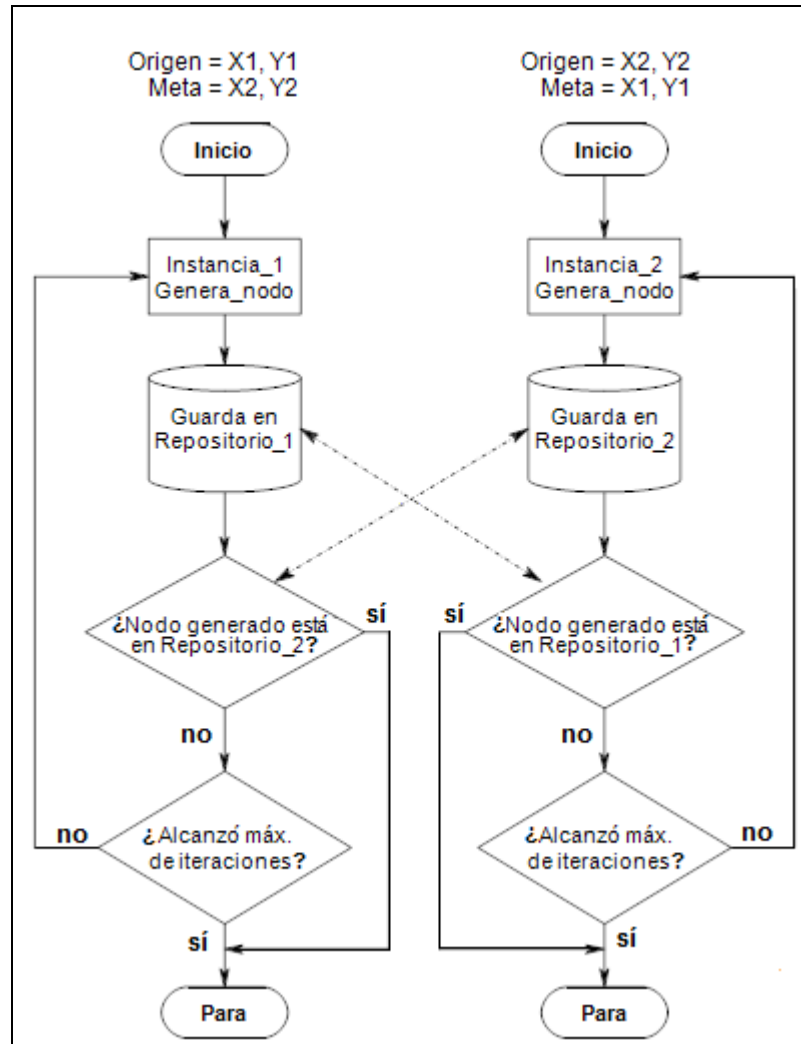 Origen = X1, Y1
Meta = X2, Y2
Inicio
Instancia_1
Genera_nodo
Guarda en
Repositorio_1
¿Nodo generado está
en Repositorio_2?
sí
no
¿Alcanzó máx.
de iteraciones?
no
sí
Para
Origen = X2, Y2
Meta = X1, Y1
Inicio
Instancia_2
Genera_nodo
Guarda en
Repositorio_2
sí
¿Nodo generado está
en Repositorio_1?
no
¿Alcanzó máx.
de iteraciones?
no
sí
Para